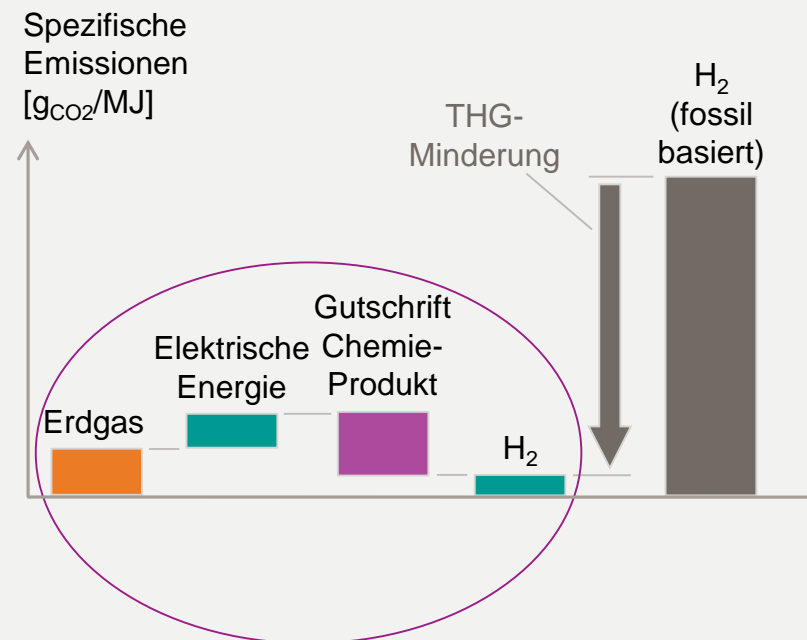 Spezifische
Emissionen
[gCO2/MJ]
THG-
Minderung
H2
(fossil
basiert)
Erdgas
Elektrische
Energie
Gutschrift
Chemie-
Produkt
H2